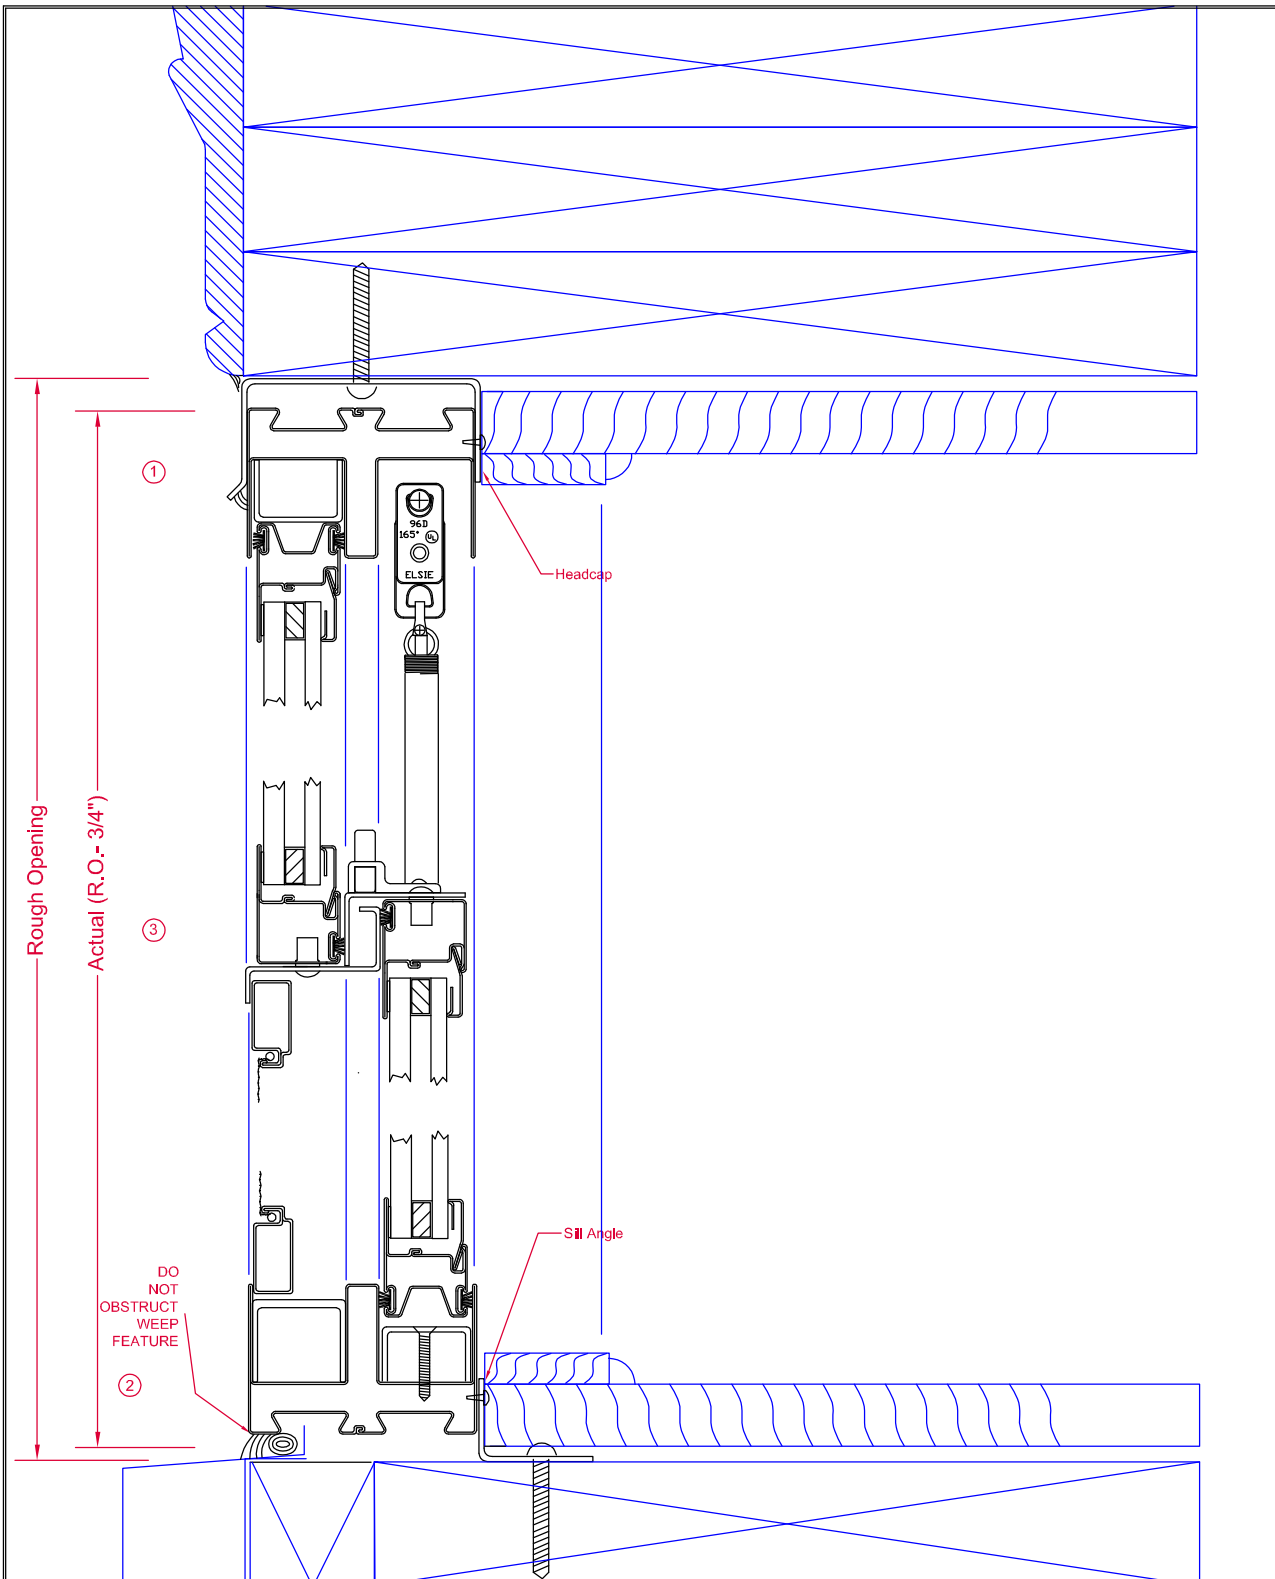 1
96D
165° UL
ELSIE
Headcap
Rough Opening
Actual (R.O.- 3/4")
3
Sill Angle
DO
NOT
OBSTRUCT
WEEP
FEATURE
2